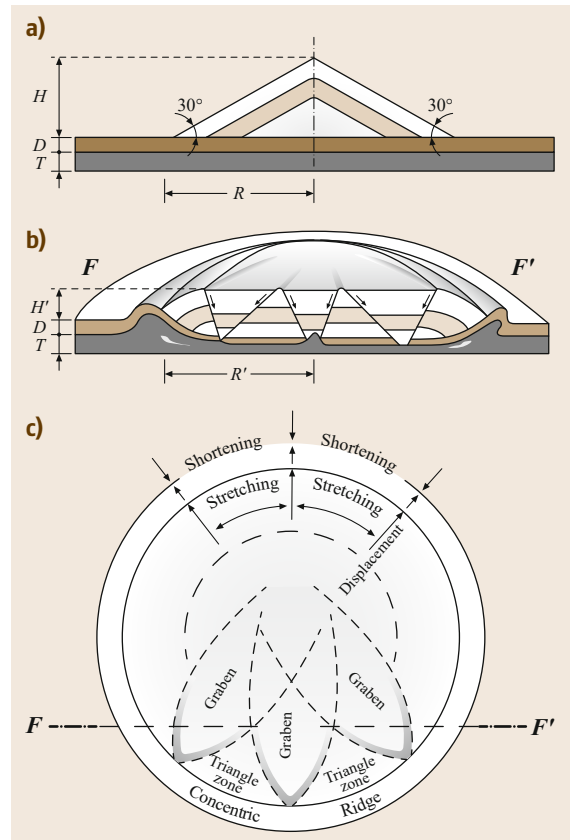 a)
H
30°
30°
D
T
R
b)
F
F'
H'
D
T
R'
c)
Shortening
Shortening
Stretching
Stretching
Displacement
Graben
Graben
Graben
F
F'
Triangle
zone
Triangle
zone
Concentric
Ridge